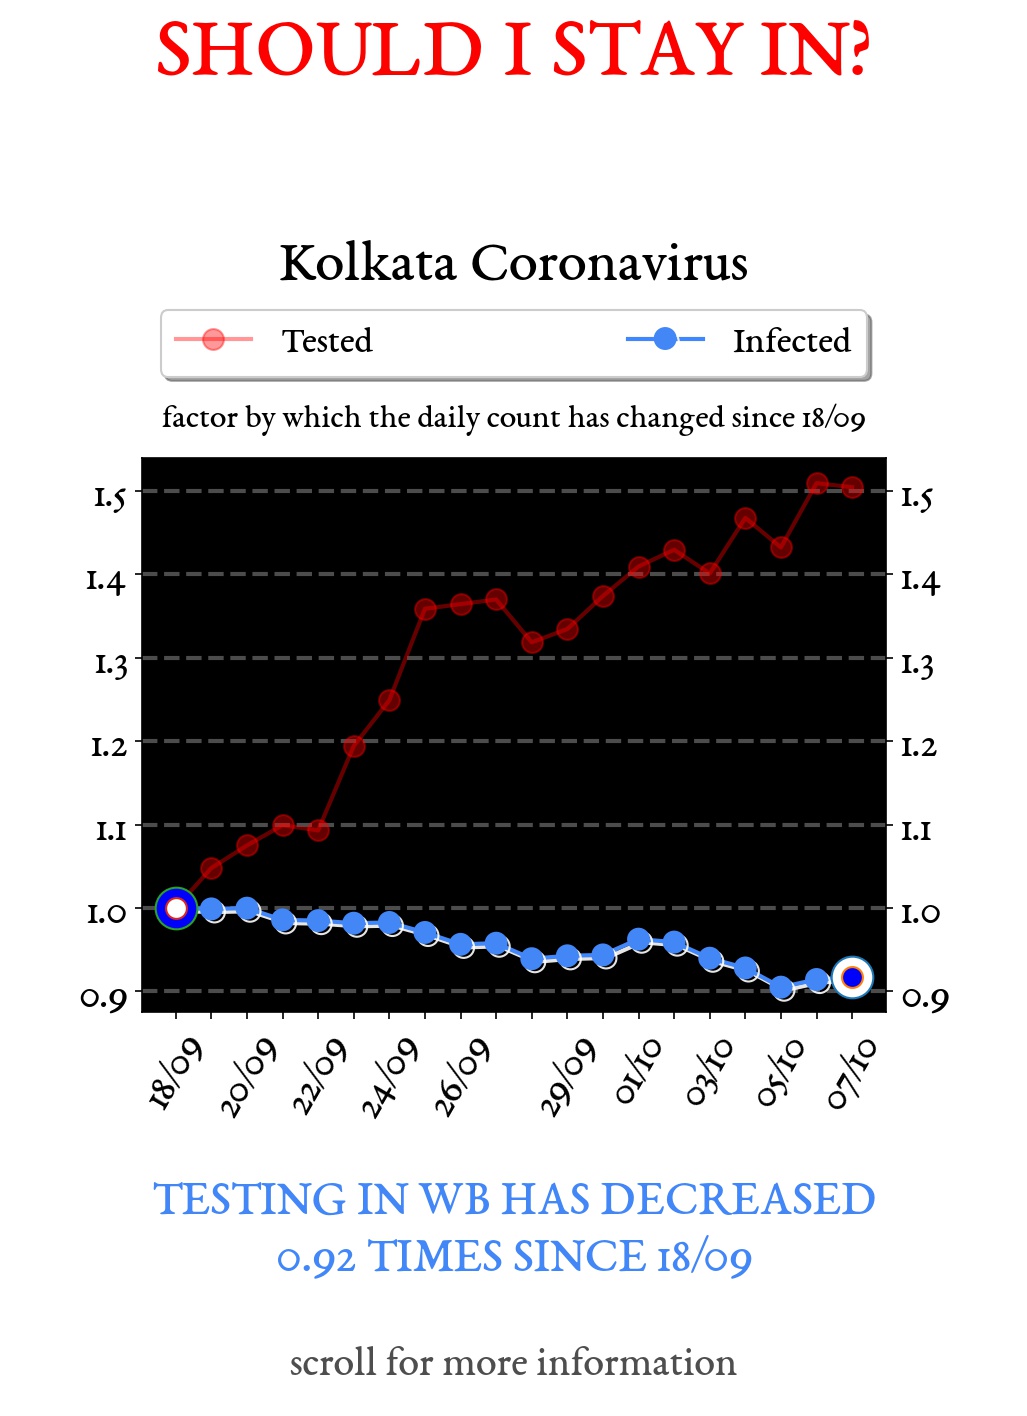 SHOULD I STAY IN?
Kolkata Coronavirus
Tested Infected
factor by which the daily count has changed since 18/09
1.5 1.5
1.4 1.4
1.3 1.3
1.2 1.2
1.1 1.1
1.0 1.0
0.9 0.9
18/09 20/09 22/09 24/09 26/09 29/09 01/10 03/10 05/10 07/10
TESTING IN WB HAS DECREASED
0.92 TIMES SINCE 18/09
scroll for more information